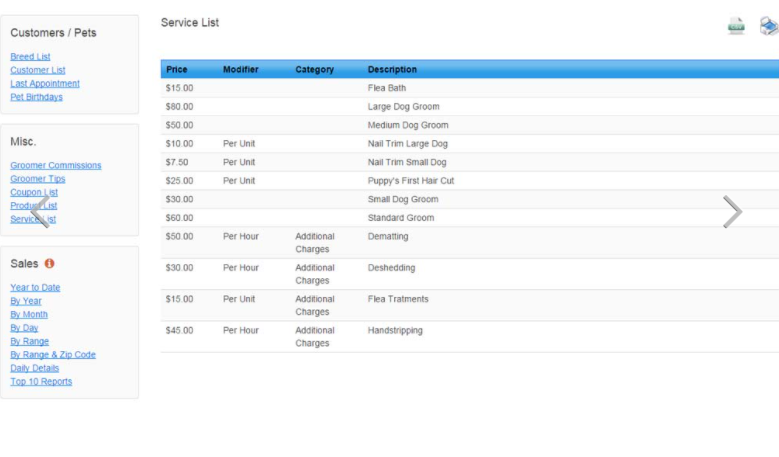 Customers / Pets
Breed List
Customer List
Last Appointment
Pet Birthdays
Misc.
Groomer Commissions
Groomer Tips
Coupon List
Product List
Service List
Sales
Year to Date
By Year
By Month
By Day
By Range
By Range & Zip Code
Daily Details
Top 10 Reports
Service List
Price Modifier Category Description
$15.00 Flea Bath
$80.00 Large Dog Groom
$50.00 Medium Dog Groom
$10.00 Per Unit Nail Trim Large Dog
$7.50 Per Unit Nail Trim Small Dog
$25.00 Per Unit Puppy's First Hair Cut
$30.00 Small Dog Groom
$60.00 Standard Groom
$50.00 Per Hour Additional Dematting
Charges
$30.00 Per Hour Additional Deshedding
Charges
$15.00 Per Unit Additional Flea Tratments
Charges
$45.00 Per Hour Additional Handstripping
Charges